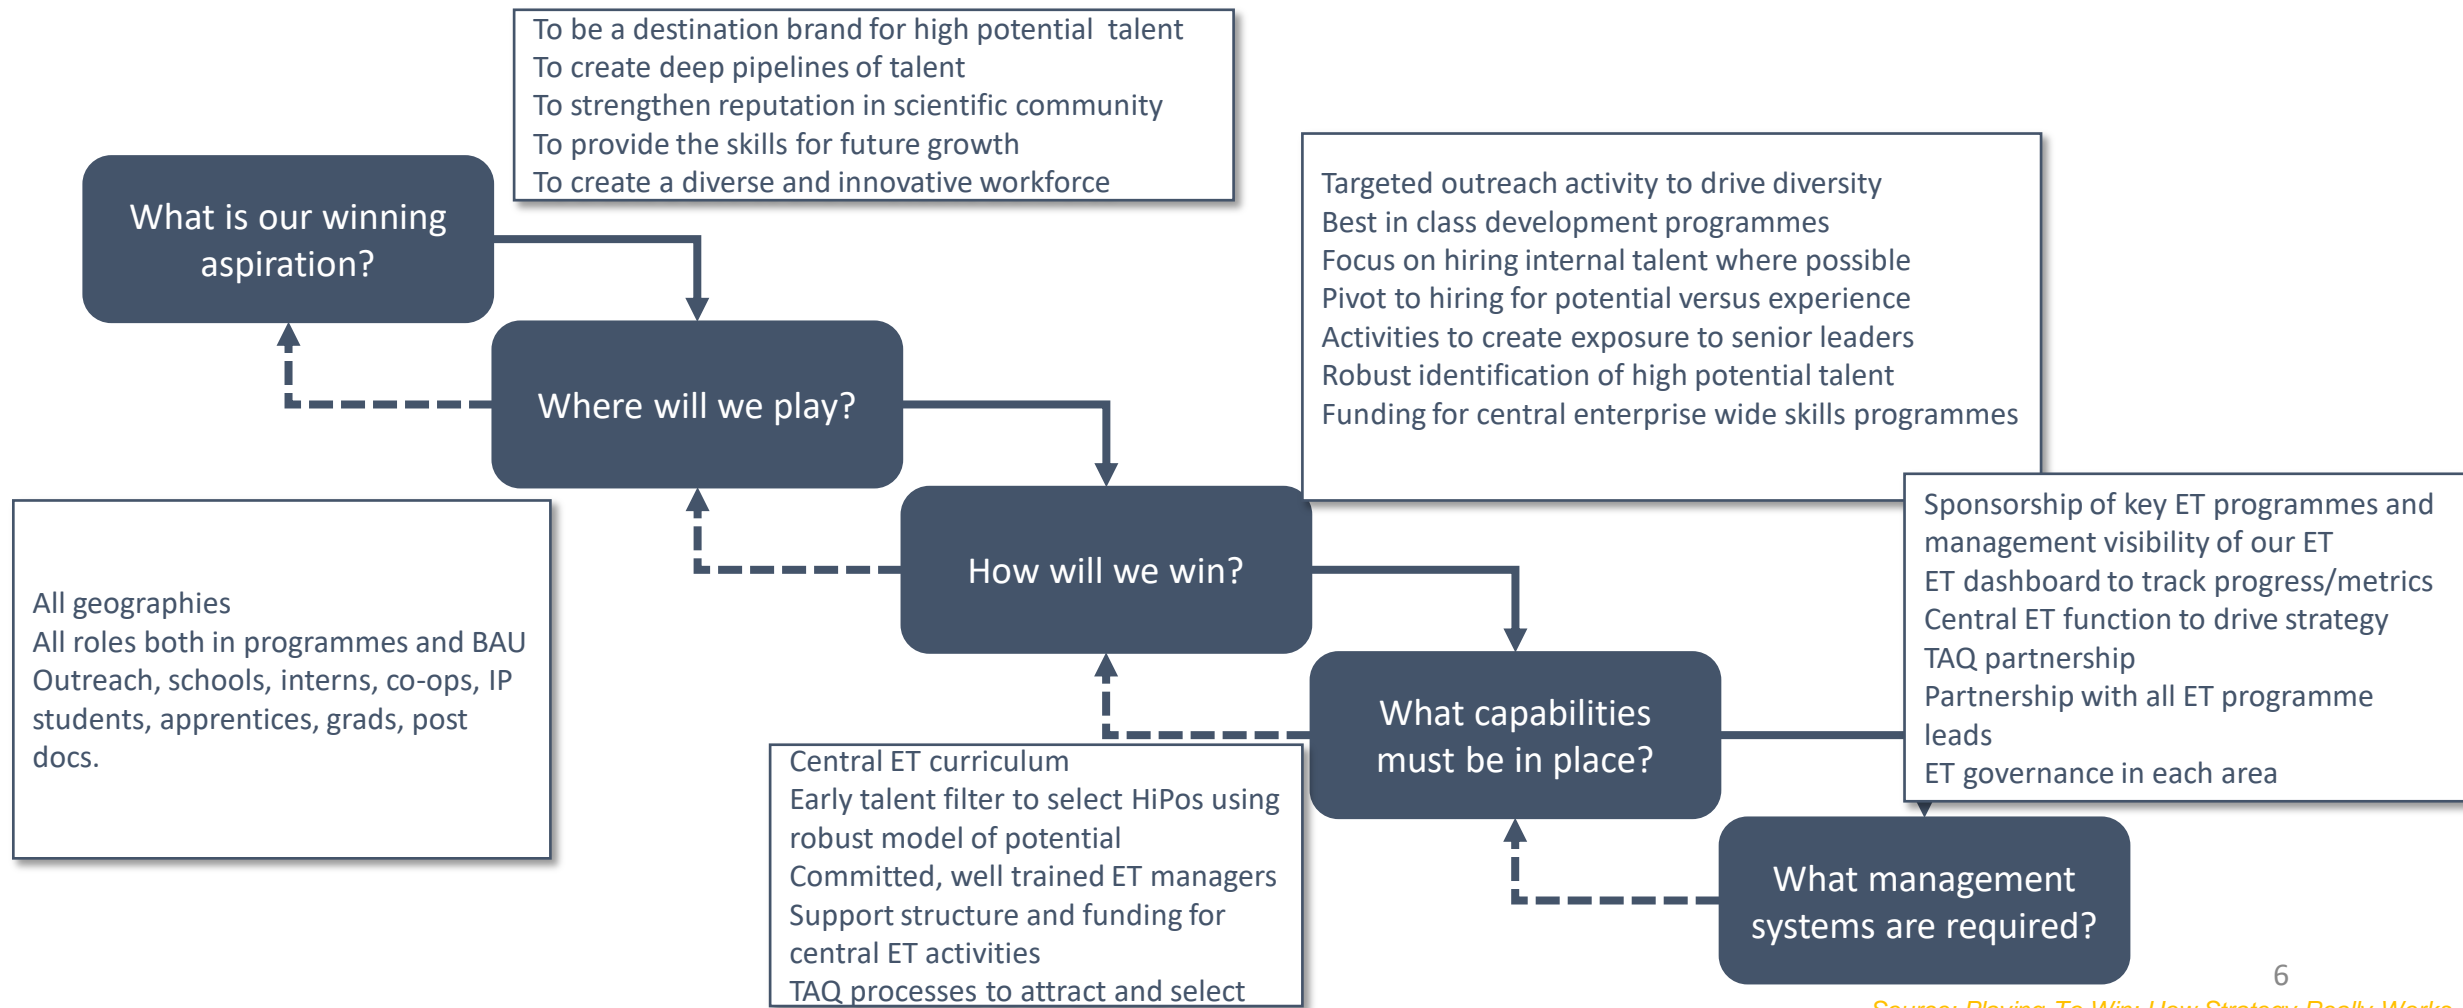 To be a destination brand for high potential talent
To create deep pipelines of talent
To strengthen reputation in scientific community
To provide the skills for future growth
To create a diverse and innovative workforce
What is our winning
aspiration?
Targeted outreach activity to drive diversity
Best in class development programmes
Focus on hiring internal talent where possible
Pivot to hiring for potential versus experience
Activities to create exposure to senior leaders
Robust identification of high potential talent
Funding for central enterprise wide skills programmes
Where will we play?
All geographies
All roles both in programmes and BAU
Outreach, schools, interns, co-ops, IP
students, apprentices, grads, post
docs.
How will we win?
Sponsorship of key ET programmes and
management visibility of our ET
ET dashboard to track progress/metrics
Central ET function to drive strategy
TAQ partnership
Partnership with all ET programme
leads
ET governance in each area
What capabilities
must be in place?
Central ET curriculum
Early talent filter to select HiPos using
robust model of potential
Committed, well trained ET managers
Support structure and funding for
central ET activities
TAQ processes to attract and select
What management
systems are required?
6
Source: Playing To Win: How Strategy Really Works